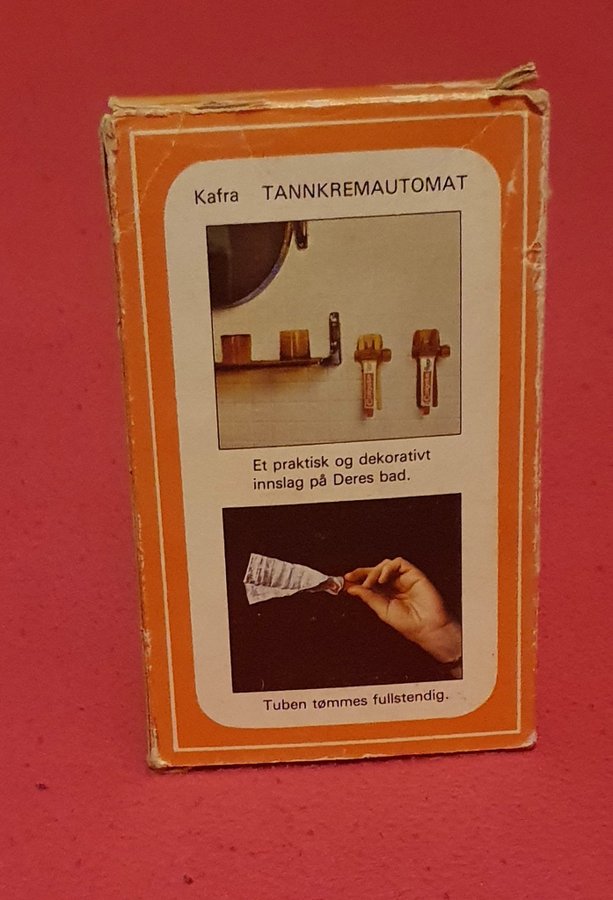 Kafra TANNKREMAUTOMAT
Et praktisk og dekorativt
innslag på Deres bad.
Tuben tømmes fullstendig.